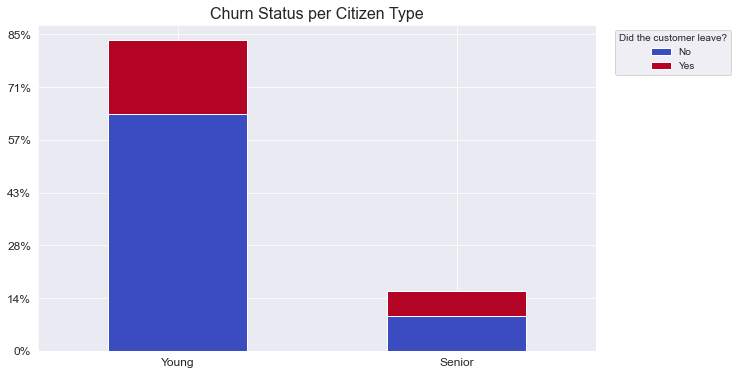 Churn Status per Citizen Type
85%
71%
57%
43%
28%
14%
0%
Young
Senior
Did the customer leave?
No
Yes